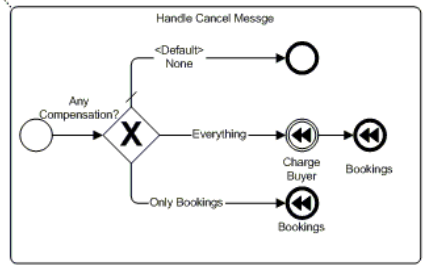 Handle Cancel Messge
<Default>
None
Any
Compensation?
X
Everything
Charge
Buyer
Bookings
Only Bookings
Bookings